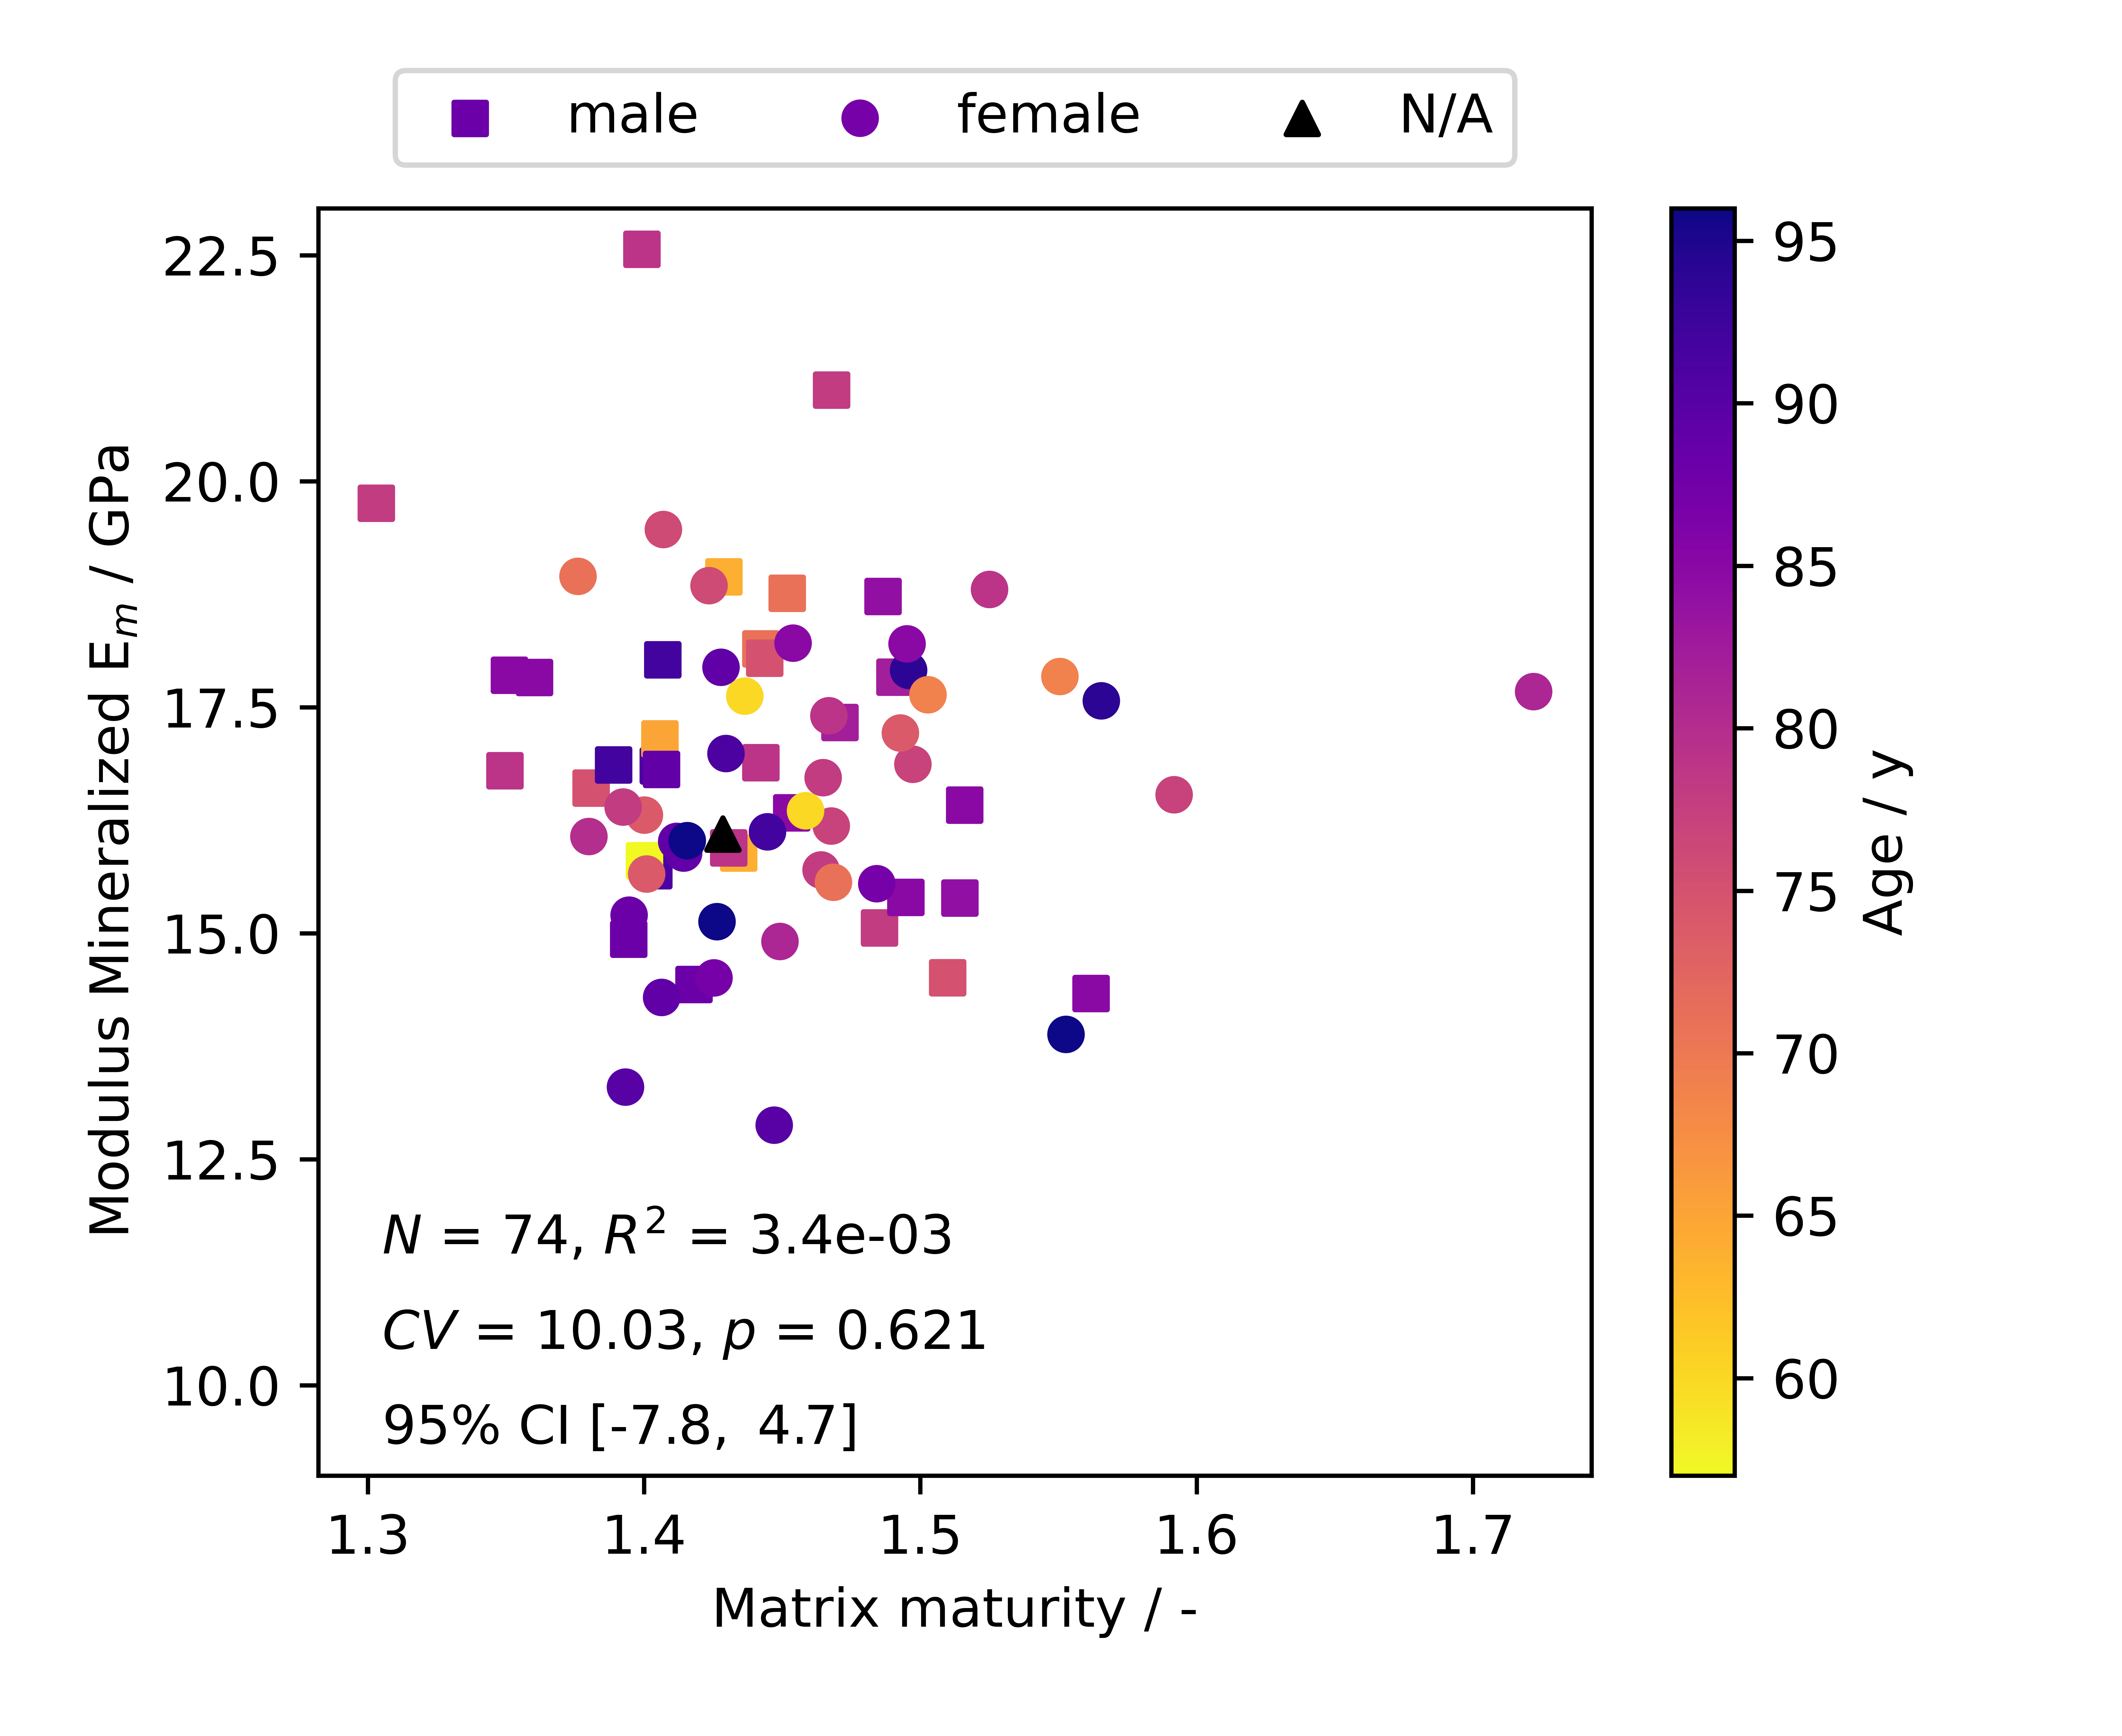 male female N/A
22.5
20.0
17.5
15.0
12.5
10.0
Modulus Mineralized Em / GPa
N = 74, R² = 3.4e-03
CV = 10.03, p = 0.621
95% CI [-7.8, 4.7]
1.3 1.4 1.5 1.6 1.7
Matrix maturity / -
95
90
85
80
75
70
65
60
Age / y